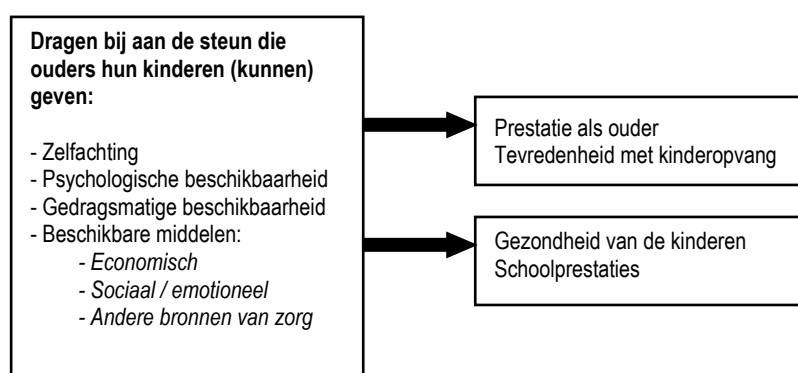 Dragen bij aan de steun die
ouders hun kinderen (kunnen)
geven:
- Zelfachting
- Psychologische beschikbaarheid
- Gedragsmatige beschikbaarheid
- Beschikbare middelen:
- Economisch
- Sociaal / emotioneel
- Andere bronnen van zorg
Prestatie als ouder
Tevredenheid met kinderopvang
Gezondheid van de kinderen
Schoolprestaties